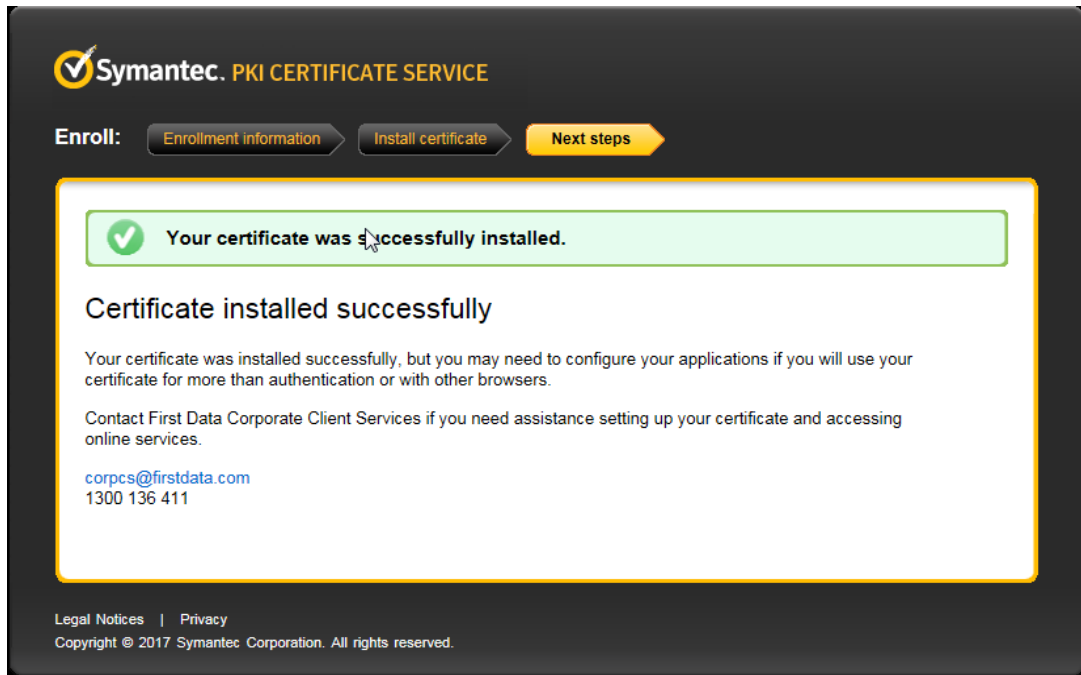 Symantec. PKI CERTIFICATE SERVICE
Enroll: Enrollment information Install certificate Next steps
Your certificate was successfully installed.
Certificate installed successfully
Your certificate was installed successfully, but you may need to configure your applications if you will use your
certificate for more than authentication or with other browsers.
Contact First Data Corporate Client Services if you need assistance setting up your certificate and accessing
online services.
corpcs@firstdata.com
1300 136 411
Legal Notices | Privacy
Copyright © 2017 Symantec Corporation. All rights reserved.